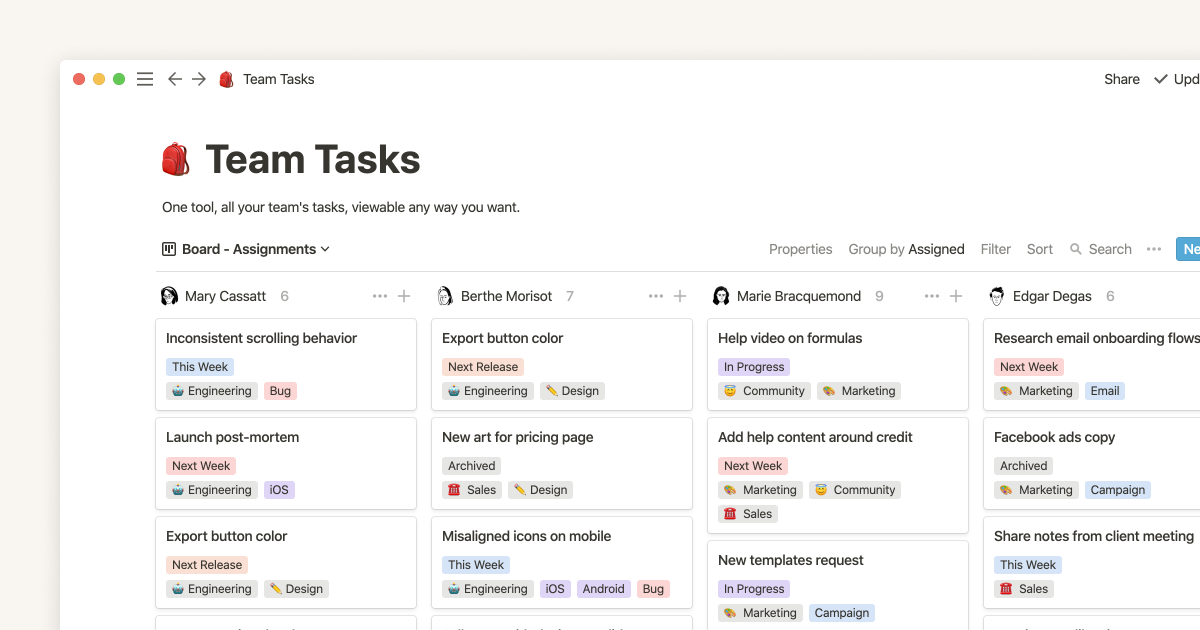 Team Tasks
Share
Team Tasks
One tool, all your team's tasks, viewable any way you want.
Board - Assignments
Properties Group by Assigned Filter Sort Search
Mary Cassatt 6
Berthe Morisot 7
Marie Bracquemond 9
Edgar Degas 6
Inconsistent scrolling behavior
This Week
Engineering Bug
Launch post-mortem
Next Week
Engineering iOS
Export button color
Next Release
Engineering Design
Export button color
Next Release
Engineering Design
New art for pricing page
Archived
Sales Design
Misaligned icons on mobile
This Week
Engineering iOS Android Bug
Help video on formulas
In Progress
Community Marketing
Add help content around credit
Next Week
Marketing Community
Sales
New templates request
In Progress
Marketing Campaign
Research email onboarding flows
Next Week
Marketing Email
Facebook ads copy
Archived
Marketing Campaign
Share notes from client meeting
This Week
Sales